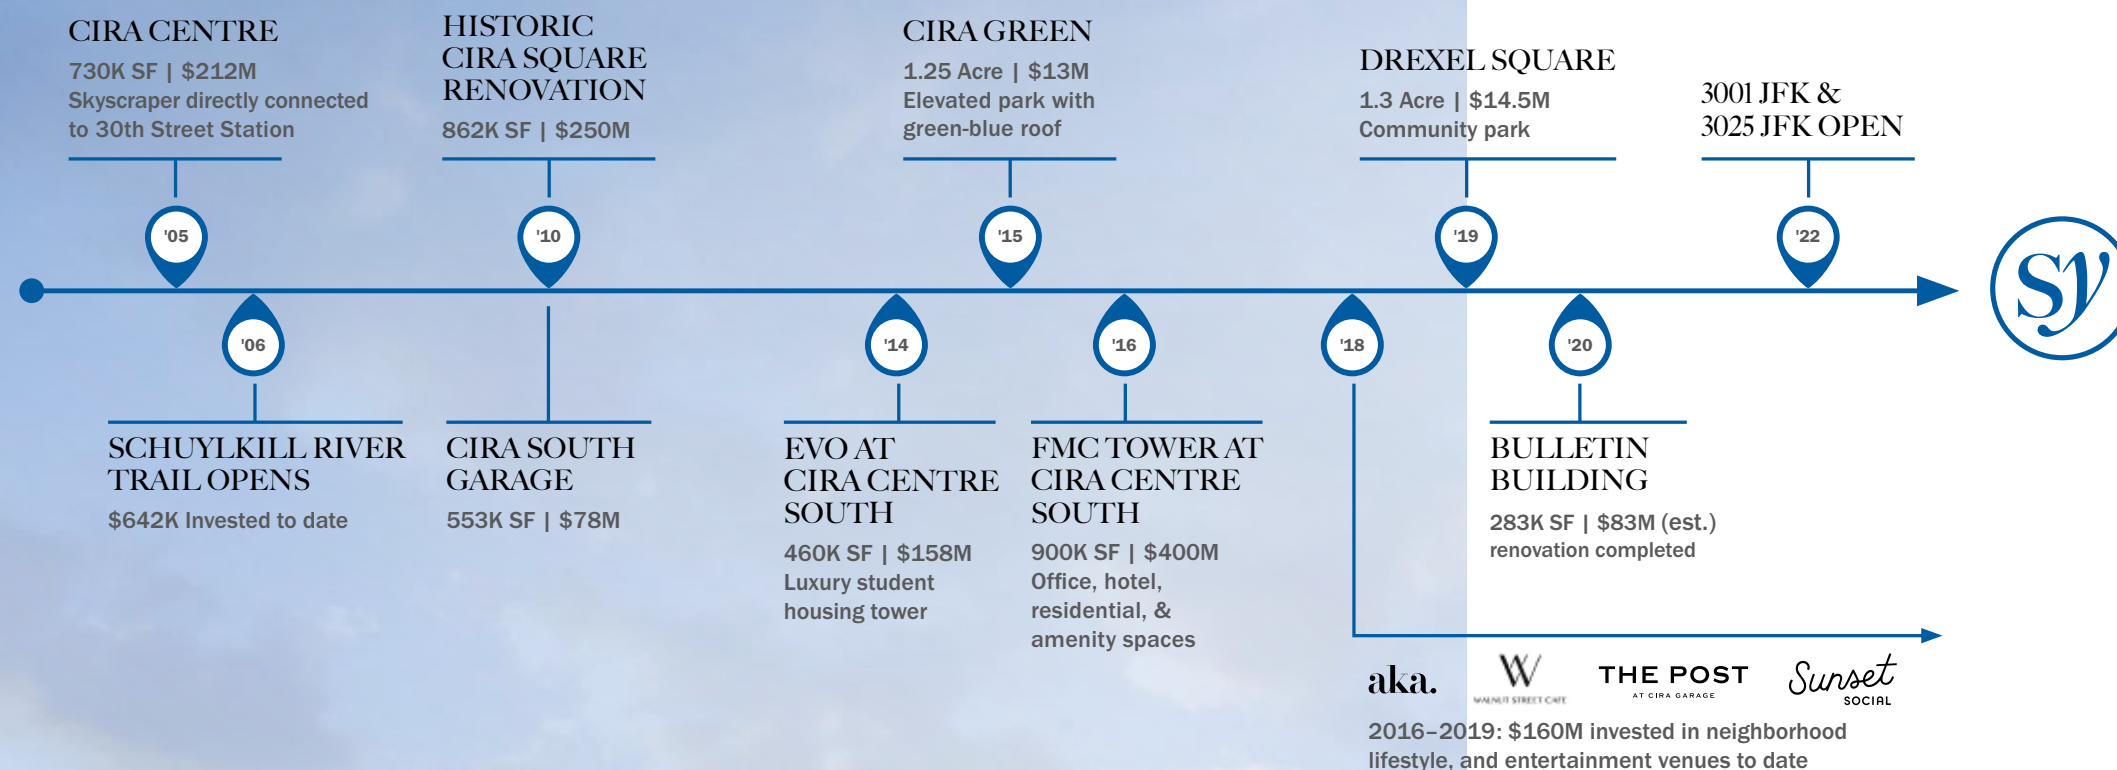 CIRA CENTRE
730K SF | $212M
Skyscraper directly connected
to 30th Street Station
HISTORIC
CIRA SQUARE
RENOVATION
862K SF | $250M
CIRA GREEN
1.25 Acre | $13M
Elevated park with
green-blue roof
DREXEL SQUARE
1.3 Acre | $14.5M
Community park
3001 JFK &
3025 JFK OPEN
'05
'10
'15
'19
'22
sy
'06
'14
'16
'18
'20
SCHUYLKILL RIVER
TRAIL OPENS
$642K Invested to date
CIRA SOUTH
GARAGE
553K SF | $78M
EVO AT
CIRA CENTRE
SOUTH
460K SF | $158M
Luxury student
housing tower
FMC TOWER AT
CIRA CENTRE
SOUTH
900K SF | $400M
Office, hotel,
residential, &
amenity spaces
BULLETIN
BUILDING
283K SF | $83M (est.)
renovation completed
aka.
W
WALNUT STREET CAFE
THE POST
AT CIRA GARAGE
Sunset
SOCIAL
2016–2019: $160M invested in neighborhood
lifestyle, and entertainment venues to date